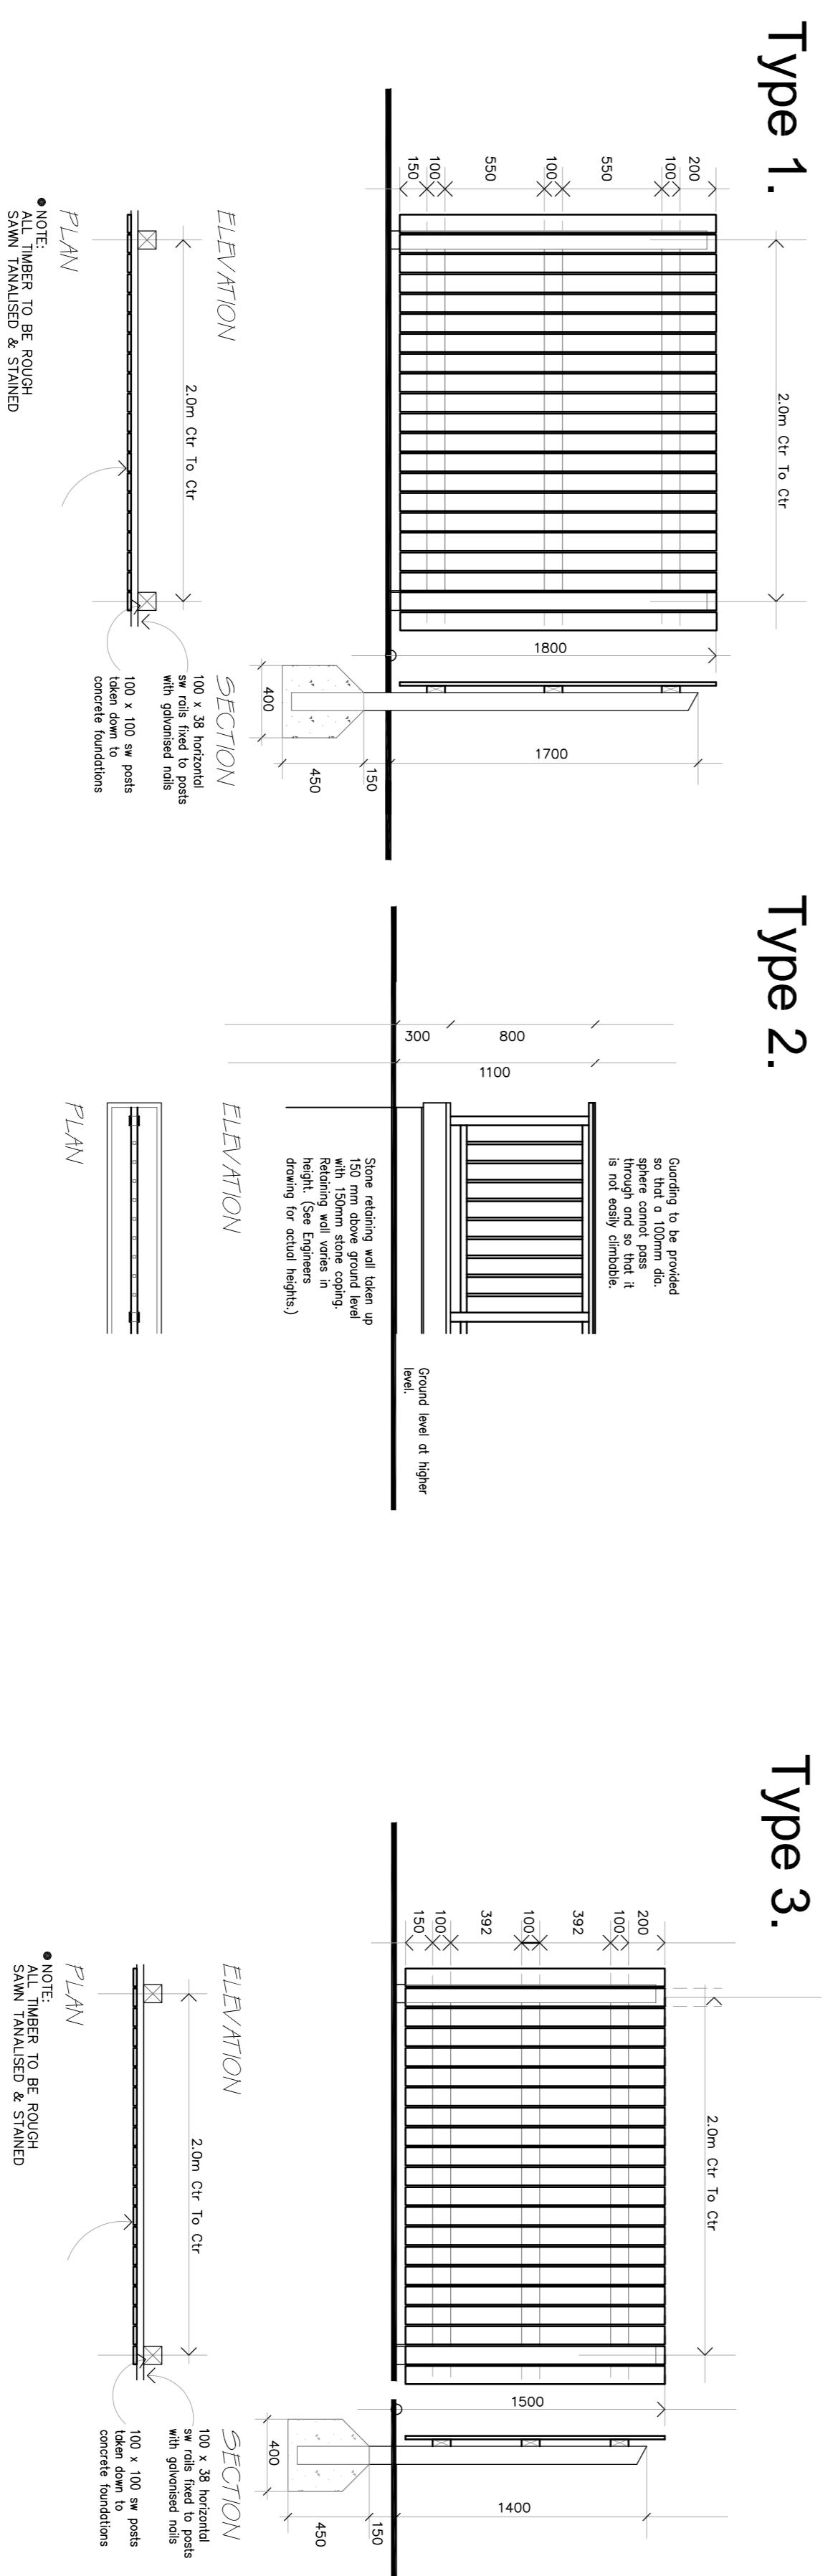 Type 1.
200
100
550
100
550
100
150
2.0m Ctr To Ctr
1800
1700
150
450
400
ELEVATION
SECTION
2.0m Ctr To Ctr
100 x 38 horizontal
sw rails fixed to posts
with galvanised nails
100 x 100 sw posts
taken down to
concrete foundations
PLAN
NOTE:
ALL TIMBER TO BE ROUGH
SAWN TANALISED & STAINED
Type 2.
Guarding to be provided
so that a 100mm dia.
sphere cannot pass
through and so that it
is not easily climbable.
800
300
1100
Ground level at higher
level.
Stone retaining wall taken up
150 mm above ground level
with 150mm stone coping.
Retaining wall varies in
height. (See Engineers
drawing for actual heights.)
ELEVATION
PLAN
Type 3.
200
100
392
100
392
100
150
2.0m Ctr To Ctr
1500
1400
150
450
400
ELEVATION
SECTION
2.0m Ctr To Ctr
100 x 38 horizontal
sw rails fixed to posts
with galvanised nails
100 x 100 sw posts
taken down to
concrete foundations
PLAN
NOTE:
ALL TIMBER TO BE ROUGH
SAWN TANALISED & STAINED